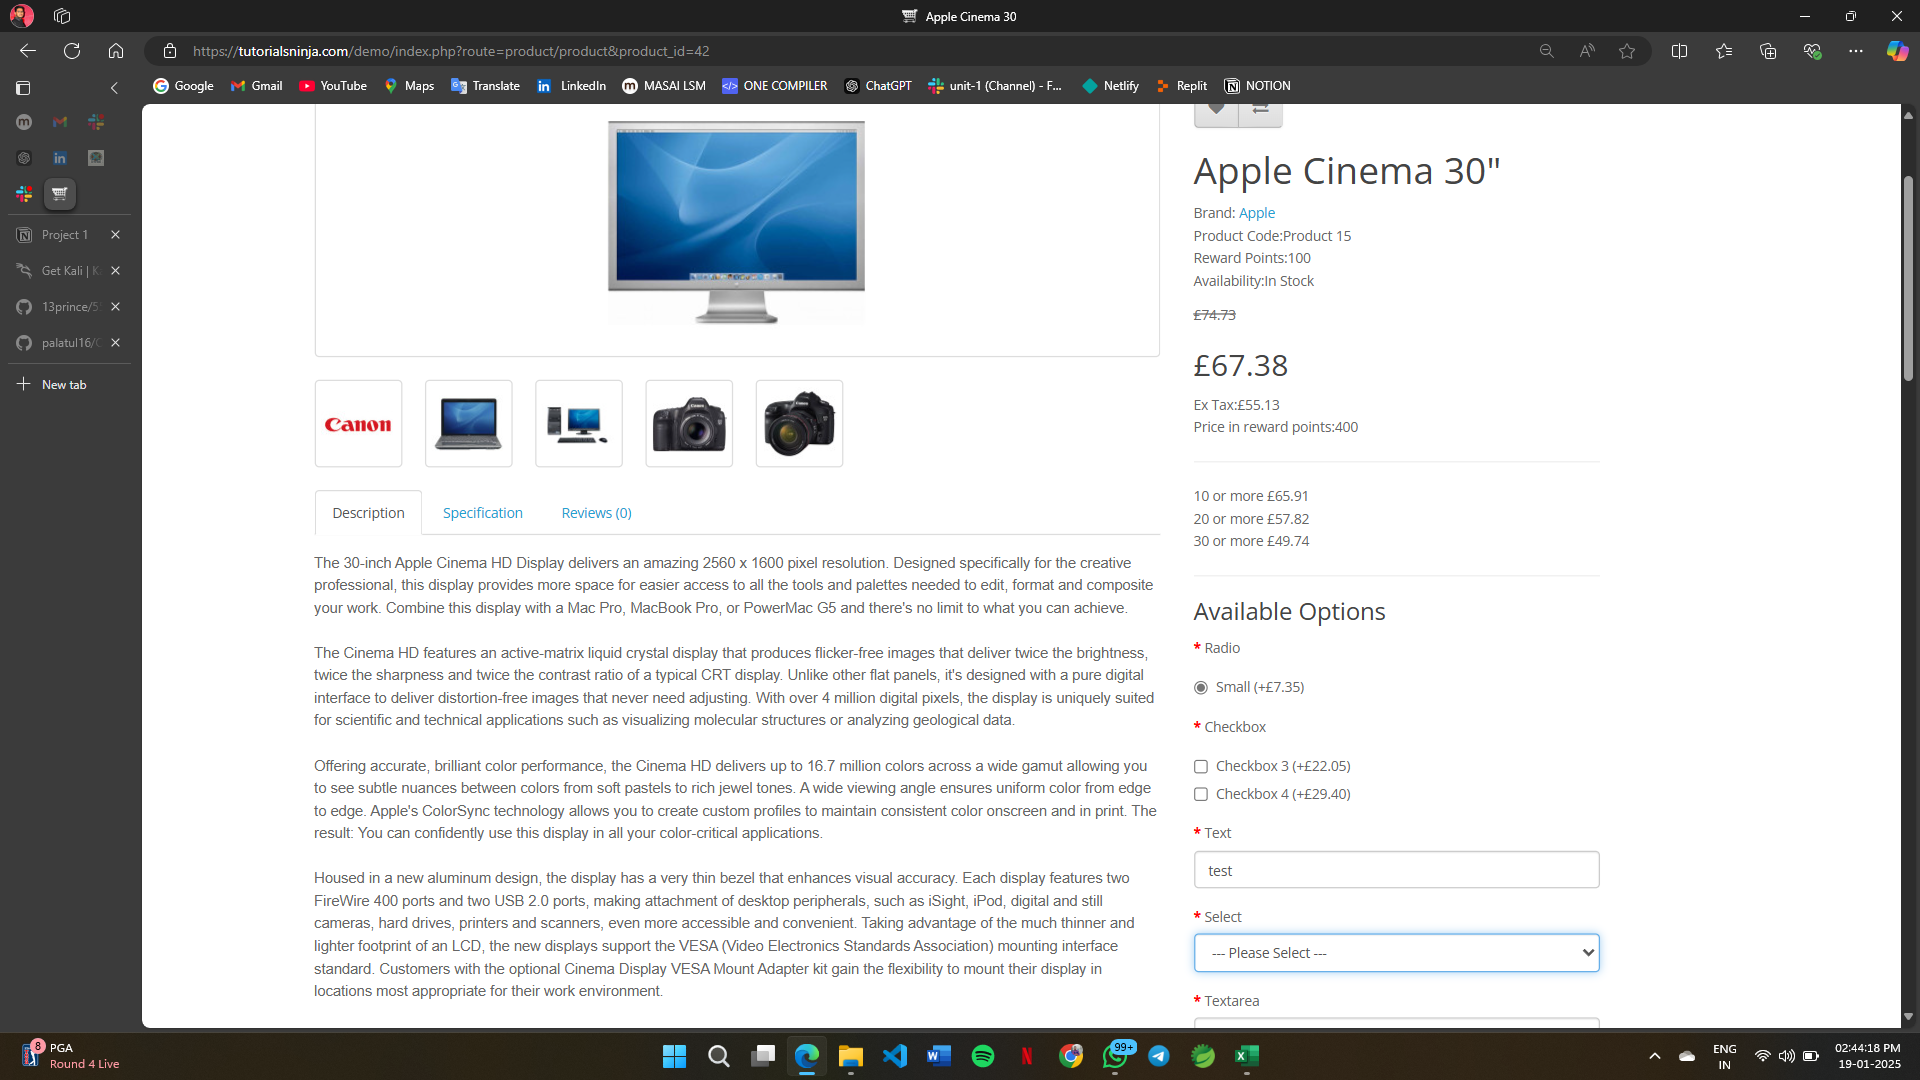 Apple Cinema 30
https://tutorialsninja.com/demo/index.php?route=product/product&product_id=42
Google
Gmail
YouTube
Maps
Translate
LinkedIn
MASAI LSM
ONE COMPILER
ChatGPT
unit-1 (Channel) - F...
Netlify
Replit
NOTION
Project 1
Get Kali | K
13prince/5
palatul16/
New tab
Canon
Description
Specification
Reviews (0)
The 30-inch Apple Cinema HD Display delivers an amazing 2560 x 1600 pixel resolution. Designed specifically for the creative
professional, this display provides more space for easier access to all the tools and palettes needed to edit, format and composite
your work. Combine this display with a Mac Pro, MacBook Pro, or PowerMac G5 and there's no limit to what you can achieve.
The Cinema HD features an active-matrix liquid crystal display that produces flicker-free images that deliver twice the brightness,
twice the sharpness and twice the contrast ratio of a typical CRT display. Unlike other flat panels, it's designed with a pure digital
interface to deliver distortion-free images that never need adjusting. With over 4 million digital pixels, the display is uniquely suited
for scientific and technical applications such as visualizing molecular structures or analyzing geological data.
Offering accurate, brilliant color performance, the Cinema HD delivers up to 16.7 million colors across a wide gamut allowing you
to see subtle nuances between colors from soft pastels to rich jewel tones. A wide viewing angle ensures uniform color from edge
to edge. Apple's ColorSync technology allows you to create custom profiles to maintain consistent color onscreen and in print. The
result: You can confidently use this display in all your color-critical applications.
Housed in a new aluminum design, the display has a very thin bezel that enhances visual accuracy. Each display features two
FireWire 400 ports and two USB 2.0 ports, making attachment of desktop peripherals, such as iSight, iPod, digital and still
cameras, hard drives, printers and scanners, even more accessible and convenient. Taking advantage of the much thinner and
lighter footprint of an LCD, the new displays support the VESA (Video Electronics Standards Association) mounting interface
standard. Customers with the optional Cinema Display VESA Mount Adapter kit gain the flexibility to mount their display in
locations most appropriate for their work environment.
Apple Cinema 30"
Brand: Apple
Product Code:Product 15
Reward Points:100
Availability:In Stock
£74.73
£67.38
Ex Tax:£55.13
Price in reward points:400
10 or more £65.91
20 or more £57.82
30 or more £49.74
Available Options
* Radio
Small (+£7.35)
* Checkbox
Checkbox 3 (+£22.05)
Checkbox 4 (+£29.40)
* Text
test
* Select
--- Please Select ---
* Textarea
8
PGA
Round 4 Live
99+
ENG
IN
02:44:18 PM
19-01-2025